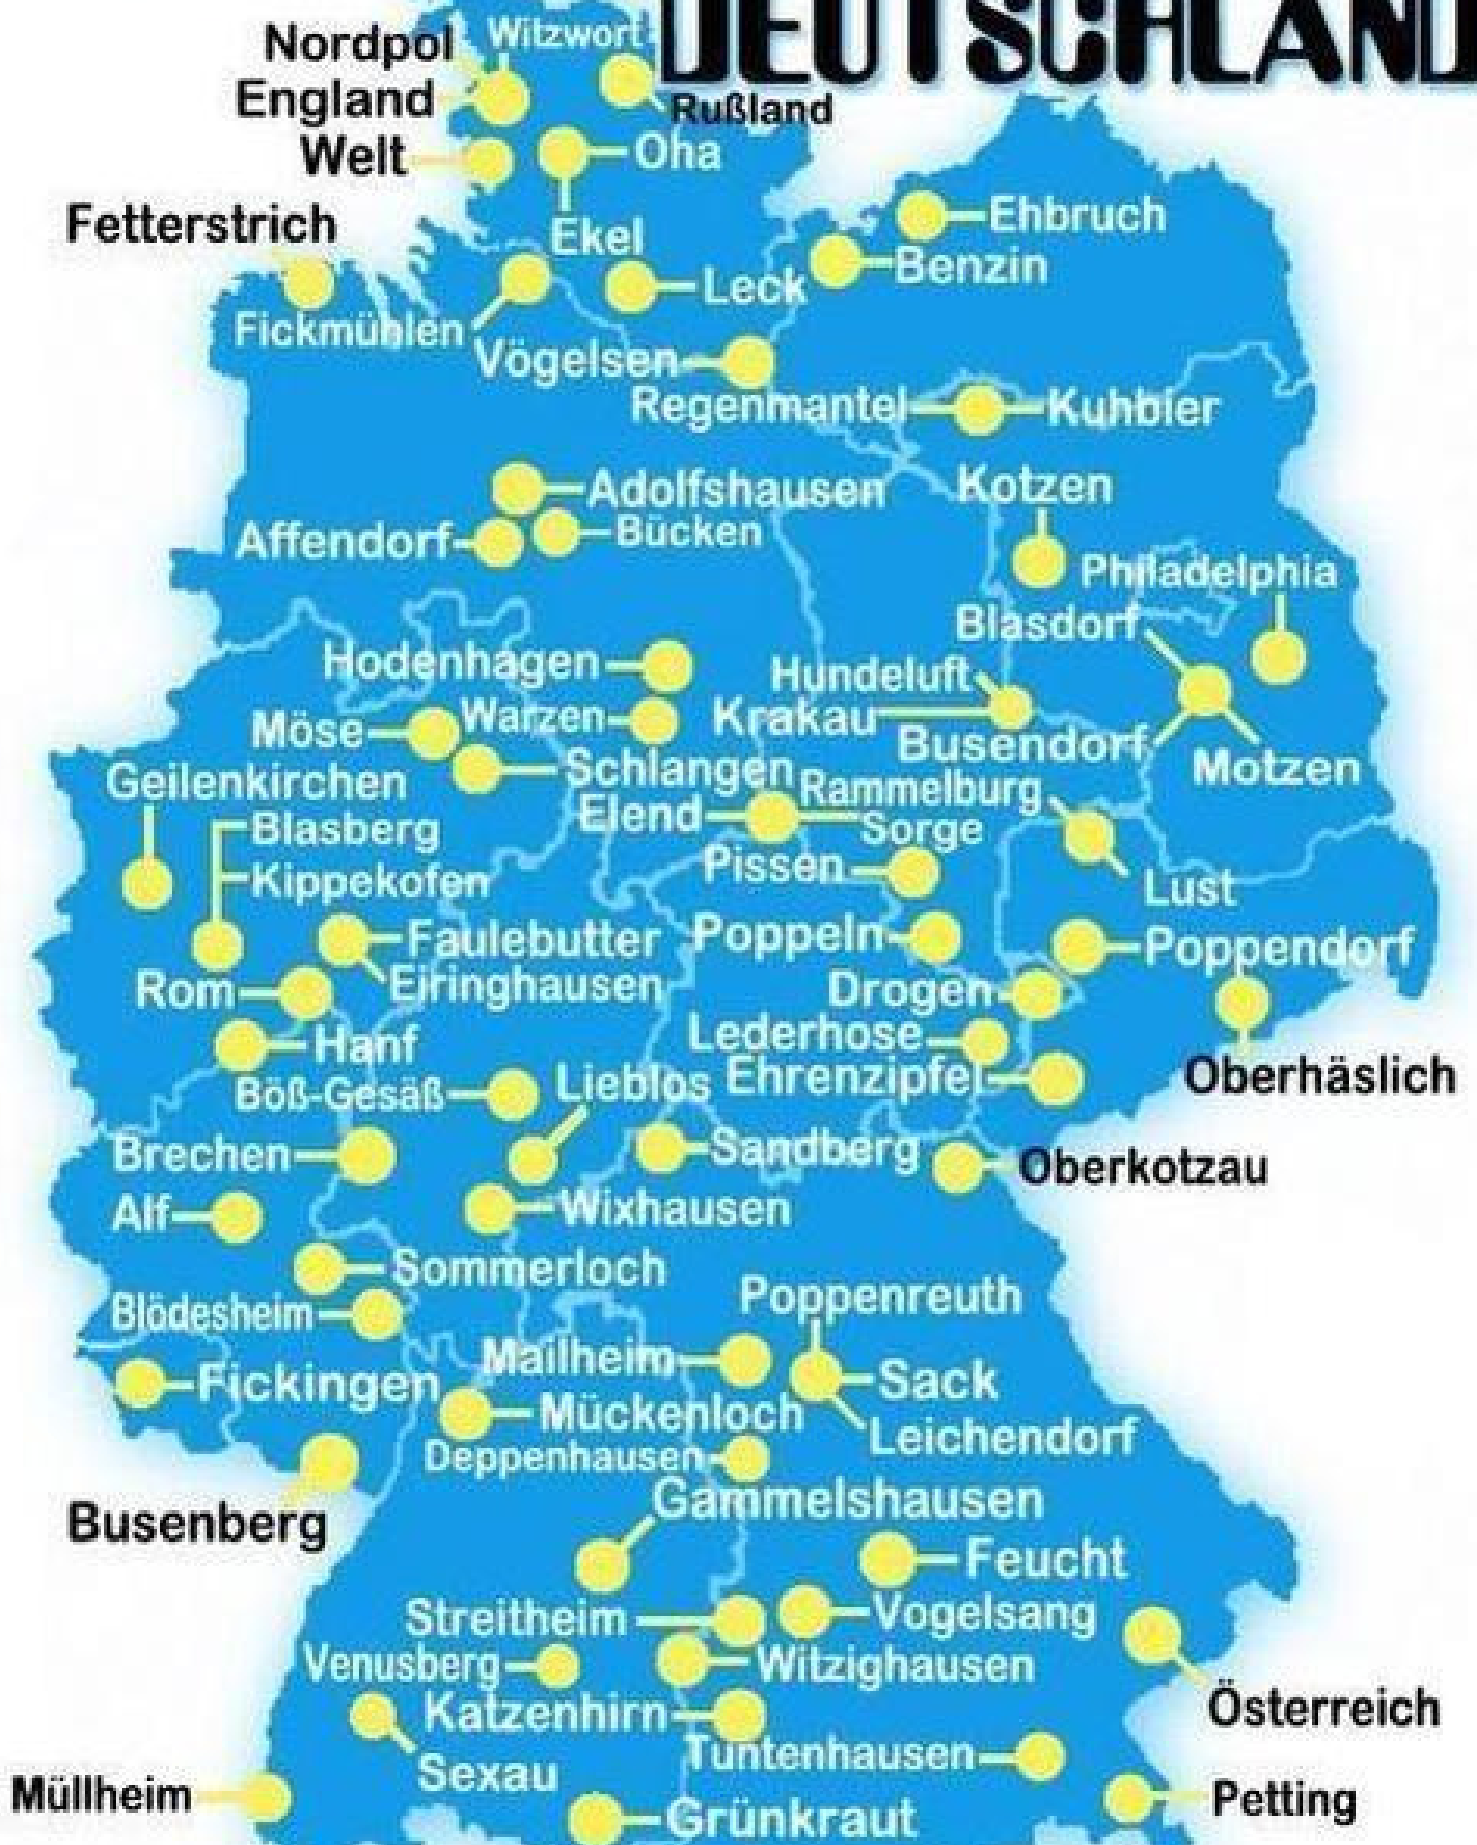 DEUTSCHLAND
Nordpol
Witzwort
England
Rußland
Welt
Oha
Fetterstrich
Ehbruch
Ekel
Benzin
Leck
Fickmühlen
Vögelsen
Regenmantel
Kuhbier
Adolfshausen
Kotzen
Affendorf
Bücken
Philadelphia
Blasdorf
Hodenhagen
Hundeluft
Möse
Warzen
Krakau
Busendorf
Motzen
Geilenkirchen
Schlangen
Rammelburg
Elend
Sorge
Blasberg
Pissen
Kippekofen
Lust
Faulebutter
Poppeln
Poppendorf
Rom
Eiringhausen
Drogen
Hanf
Lederhose
Oberhäslich
Böß-Gesäß
Lieblos
Ehrenzipfel
Brechen
Sandberg
Oberkotzau
Alf
Wixhausen
Sommerloch
Poppenreuth
Blödesheim
Mailheim
Sack
Fickingen
Mückenloch
Leichendorf
Deppenhausen
Gammelshausen
Busenberg
Feucht
Streitheim
Vogelsang
Venusberg
Witzighausen
Österreich
Katzenhirn
Tuntenhausen
Sexau
Müllheim
Petting
Grünkraut